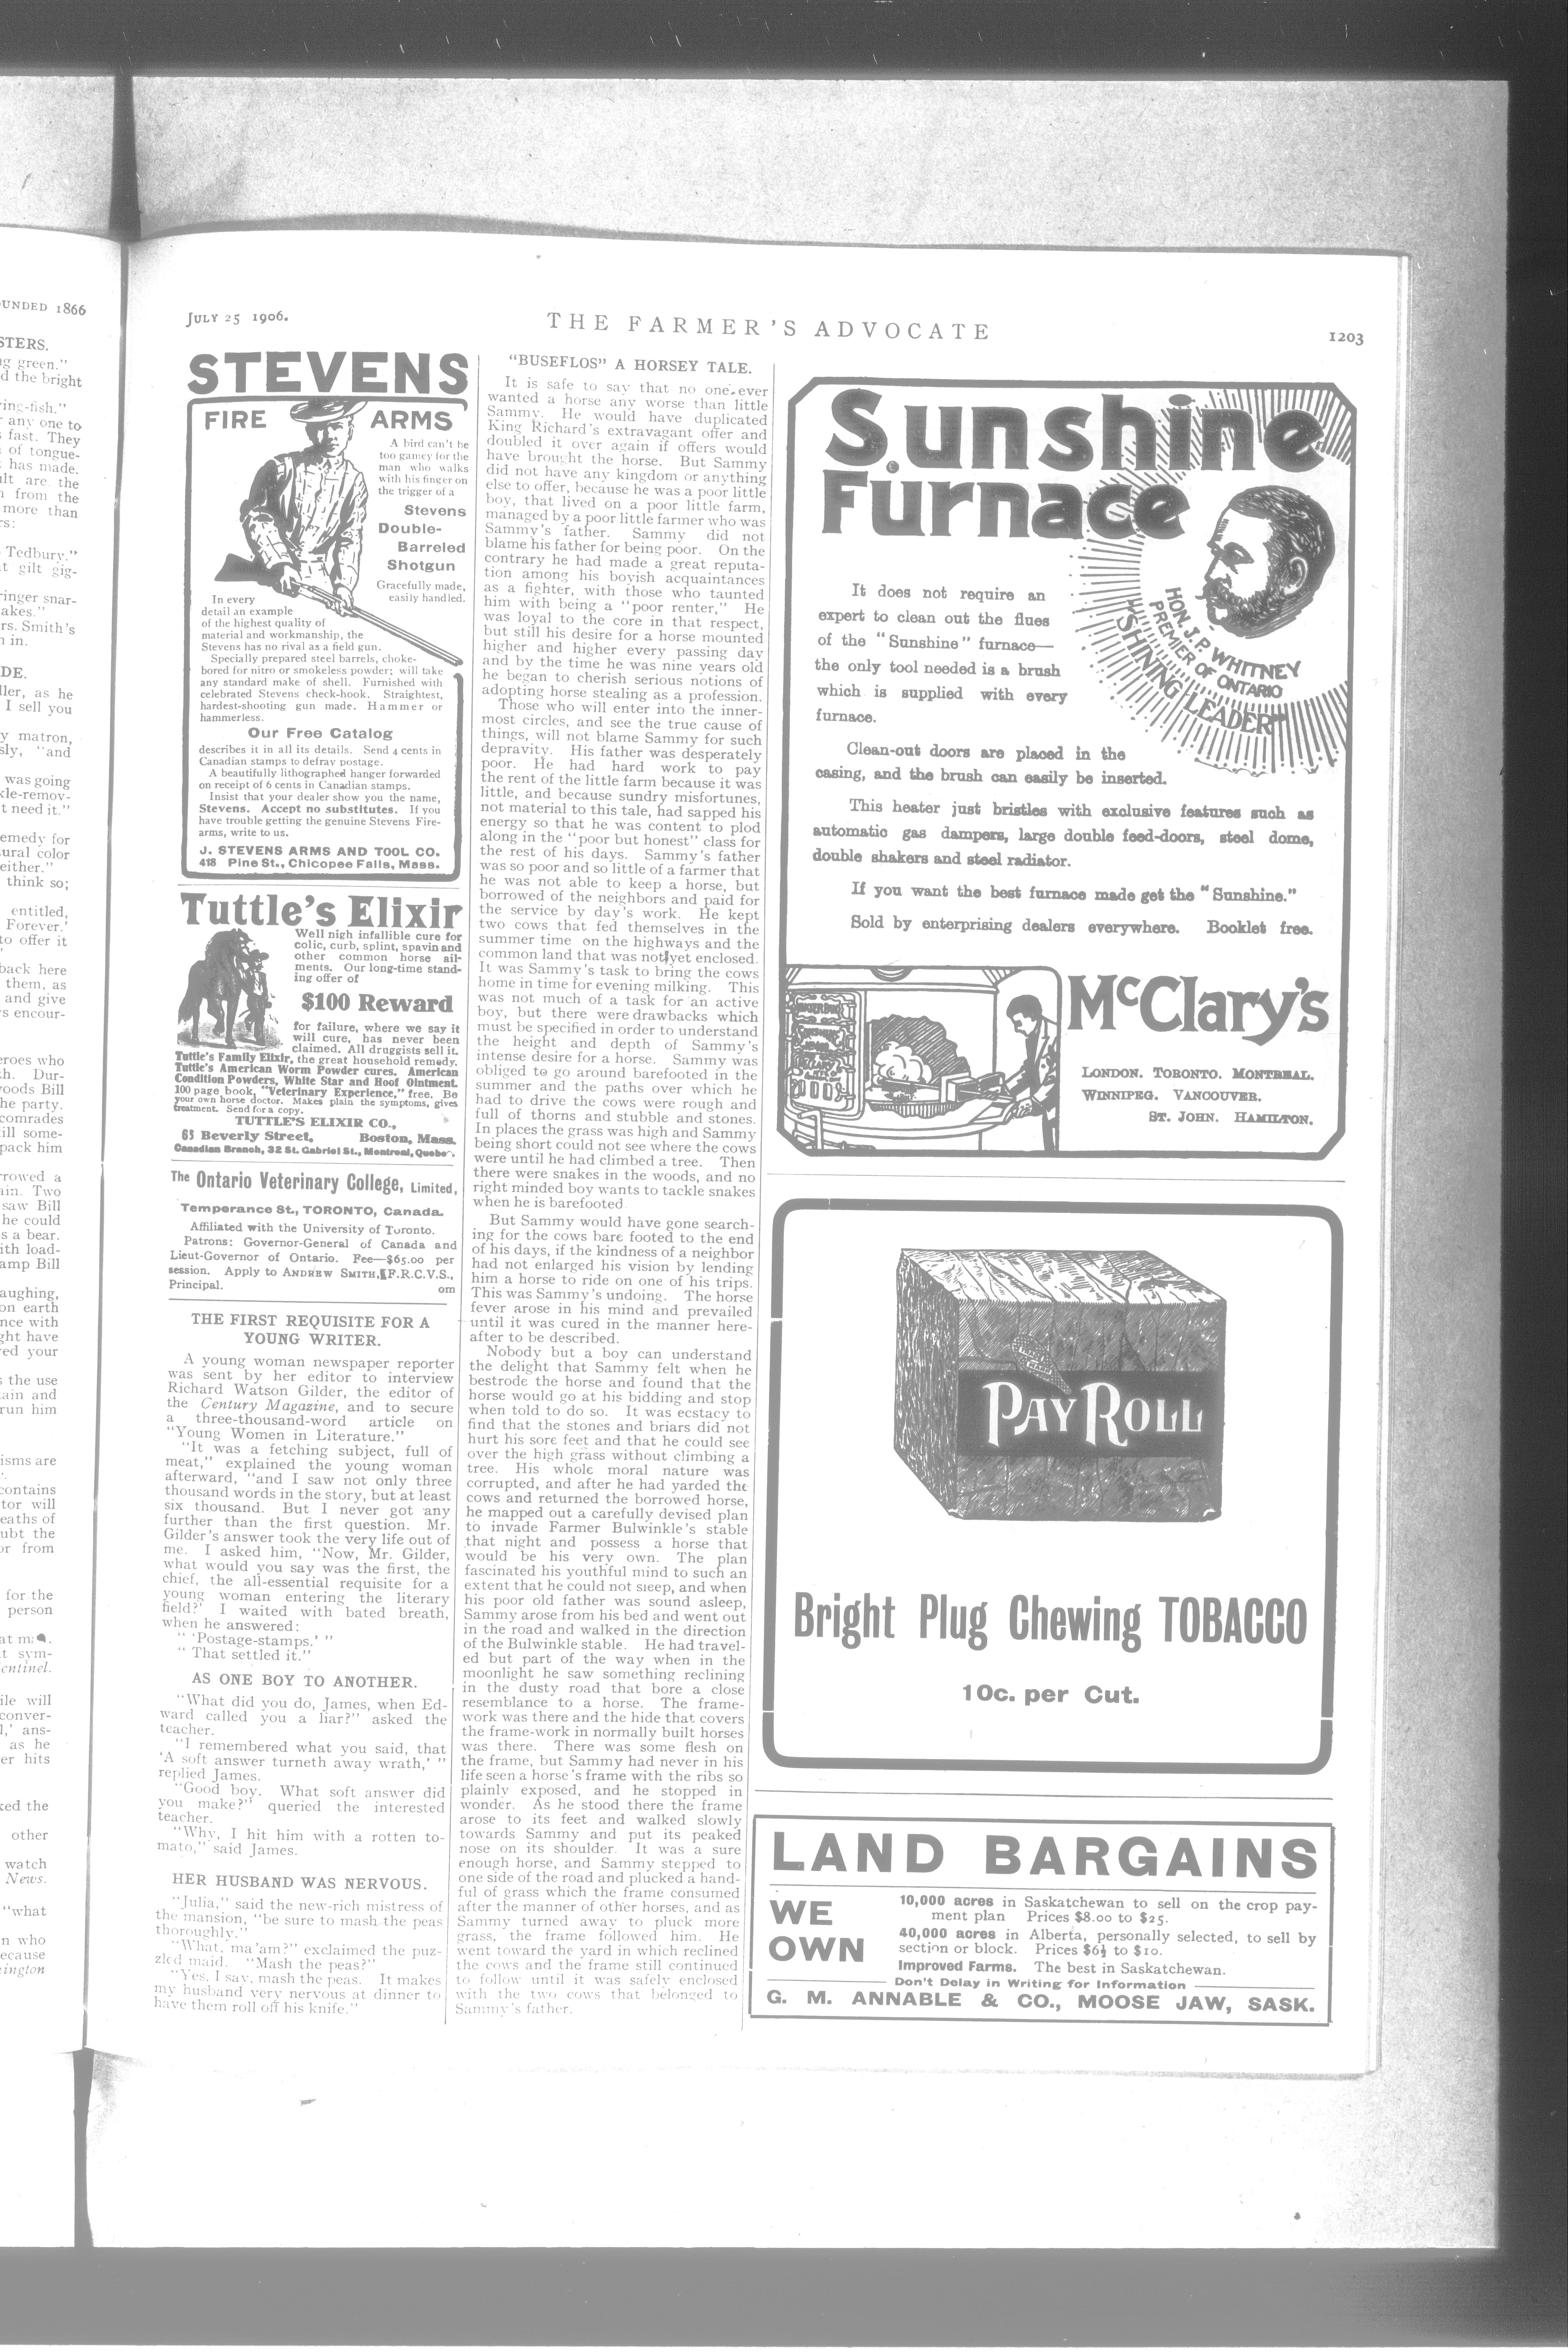 JULY 25 1906.
THE FARMER'S ADVOCATE
1203
STEVENS
FIRE ARMS
A bird can't be
too gamey for the
man who walks
with his finger on
the trigger of a
Stevens
Double-
Barreled
Shotgun
Gracefully made,
easily handled.
In every
detail an example
of the highest quality of
material and workmanship, the
Stevens has no rival as a field gun.
Specially prepared steel barrels, choke-
bored for nitro or smokeless powder; will take
any standard make of shell. Furnished with
celebrated Stevens check-hook. Straightest,
hardest-shooting gun made. Hammer or
hammerless.
Our Free Catalog
describes it in all its details. Send 4 cents in
Canadian stamps to defray postage.
A beautifully lithographed hanger forwarded
on receipt of 6 cents in Canadian stamps.
Insist that your dealer show you the name,
Stevens. Accept no substitutes. If you
have trouble getting the genuine Stevens Fire-
arms, write to us.
J. STEVENS ARMS AND TOOL CO.
418 Pine St., Chicopee Falls, Mass.
Tuttle's Elixir
Well nigh infallible cure for
colic, curb, splint, spavin and
other common horse ail-
ments. Our long-time stand-
ing offer of
$100 Reward
for failure, where we say it
will cure, has never been
claimed. All druggists sell it.
Tuttle's Family Elixir, the great household remedy.
Tuttle's American Worm Powder cures. American
Condition Powders, White Star and Hoof Ointment.
100 page book, "Veterinary Experience," free. Be
your own horse doctor. Makes plain the symptoms, gives
treatment. Send for a copy.
TUTTLE'S ELIXIR CO.,
63 Beverly Street, Boston, Mass.
Canadian Branch, 32 St. Gabriel St., Montreal, Quebec.
The Ontario Veterinary College, Limited,
Temperance St., TORONTO, Canada.
Affiliated with the University of Toronto.
Patrons: Governor-General of Canada and
Lieut-Governor of Ontario. Fee—$65.00 per
session. Apply to ANDREW SMITH, F.R.C.V.S.,
Principal. om
THE FIRST REQUISITE FOR A
YOUNG WRITER.
A young woman newspaper reporter
was sent by her editor to interview
Richard Watson Gilder, the editor of
the Century Magazine, and to secure
a three-thousand-word article on
"Young Women in Literature."
"It was a fetching subject, full of
meat," explained the young woman
afterward, "and I saw not only three
thousand words in the story, but at least
six thousand. But I never got any
further than the first question. Mr.
Gilder's answer took the very life out of
me. I asked him, "Now, Mr. Gilder,
what would you say was the first, the
chief, the all-essential requisite for a
young woman entering the literary
field?' I waited with bated breath,
when he answered:
" 'Postage-stamps.' "
" That settled it."
AS ONE BOY TO ANOTHER.
"What did you do, James, when Ed-
ward called you a liar?" asked the
teacher.
"I remembered what you said, that
'A soft answer turneth away wrath,' "
replied James.
"Good boy. What soft answer did
you make?" queried the interested
teacher.
"Why, I hit him with a rotten to-
mato," said James.
HER HUSBAND WAS NERVOUS.
"Julia," said the new-rich mistress of
the mansion, "be sure to mash the peas
thoroughly."
"What, ma'am?" exclaimed the puz-
zled maid. "Mash the peas?"
"Yes, I say, mash the peas. It makes
my husband very nervous at dinner to
have them roll off his knife."
"BUSEFLOS" A HORSEY TALE.
It is safe to say that no one ever
wanted a horse any worse than little
Sammy. He would have duplicated
King Richard's extravagant offer and
doubled it over again if offers would
have brought the horse. But Sammy
did not have any kingdom or anything
else to offer, because he was a poor little
boy, that lived on a poor little farm,
managed by a poor little farmer who was
Sammy's father. Sammy did not
blame his father for being poor. On the
contrary he had made a great reputa-
tion among his boyish acquaintances
as a fighter, with those who taunted
him with being a "poor renter," He
was loyal to the core in that respect,
but still his desire for a horse mounted
higher and higher every passing day
and by the time he was nine years old
he began to cherish serious notions of
adopting horse stealing as a profession.
Those who will enter into the inner-
most circles, and see the true cause of
things, will not blame Sammy for such
depravity. His father was desperately
poor. He had hard work to pay
the rent of the little farm because it was
little, and because sundry misfortunes,
not material to this tale, had sapped his
energy so that he was content to plod
along in the "poor but honest" class for
the rest of his days. Sammy's father
was so poor and so little of a farmer that
he was not able to keep a horse, but
borrowed of the neighbors and paid for
the service by day's work. He kept
two cows that fed themselves in the
summer time on the highways and the
common land that was not yet enclosed.
It was Sammy's task to bring the cows
home in time for evening milking. This
was not much of a task for an active
boy, but there were drawbacks which
must be specified in order to understand
the height and depth of Sammy's
intense desire for a horse. Sammy was
obliged to go around barefooted in the
summer and the paths over which he
had to drive the cows were rough and
full of thorns and stubble and stones.
In places the grass was high and Sammy
being short could not see where the cows
were until he had climbed a tree. Then
there were snakes in the woods, and no
right minded boy wants to tackle snakes
when he is barefooted
But Sammy would have gone search-
ing for the cows bare footed to the end
of his days, if the kindness of a neighbor
had not enlarged his vision by lending
him a horse to ride on one of his trips.
This was Sammy's undoing. The horse
fever arose in his mind and prevailed
until it was cured in the manner here-
after to be described.
Nobody but a boy can understand
the delight that Sammy felt when he
bestrode the horse and found that the
horse would go at his bidding and stop
when told to do so. It was ecstacy to
find that the stones and briars did not
hurt his sore feet and that he could see
over the high grass without climbing a
tree. His whole moral nature was
corrupted, and after he had yarded the
cows and returned the borrowed horse,
he mapped out a carefully devised plan
to invade Farmer Bulwinkle's stable
that night and possess a horse that
would be his very own. The plan
fascinated his youthful mind to such an
extent that he could not sleep, and when
his poor old father was sound asleep,
Sammy arose from his bed and went out
in the road and walked in the direction
of the Bulwinkle stable. He had travel-
ed but part of the way when in the
moonlight he saw something reclining
in the dusty road that bore a close
resemblance to a horse. The frame-
work was there and the hide that covers
the frame-work in normally built horses
was there. There was some flesh on
the frame, but Sammy had never in his
life seen a horse's frame with the ribs so
plainly exposed, and he stopped in
wonder. As he stood there the frame
arose to its feet and walked slowly
towards Sammy and put its peaked
nose on its shoulder. It was a sure
enough horse, and Sammy stepped to
one side of the road and plucked a hand-
ful of grass which the frame consumed
after the manner of other horses, and as
Sammy turned away to pluck more
grass, the frame followed him. He
went toward the yard in which reclined
the cows and the frame still continued
to follow until it was safely enclosed
with the two cows that belonged to
Sammy's father.
Sunshine
Furnace
HON. J.P. WHITNEY
PREMIER OF ONTARIO
"SHINING LEADER"
It does not require an
expert to clean out the flues
of the "Sunshine" furnace—
the only tool needed is a brush
which is supplied with every
furnace.
Clean-out doors are placed in the
casing, and the brush can easily be inserted.
This heater just bristles with exclusive features such as
automatic gas dampers, large double feed-doors, steel dome,
double shakers and steel radiator.
If you want the best furnace made get the "Sunshine."
Sold by enterprising dealers everywhere. Booklet free.
McClary's
LONDON. TORONTO. MONTREAL.
WINNIPEG. VANCOUVER.
ST. JOHN. HAMILTON.
PAY ROLL
Bright Plug Chewing TOBACCO
10c. per Cut.
LAND BARGAINS
WE
OWN
10,000 acres in Saskatchewan to sell on the crop pay-
ment plan Prices $8.00 to $25.
40,000 acres in Alberta, personally selected, to sell by
section or block. Prices $6½ to $10.
Improved Farms. The best in Saskatchewan.
Don't Delay in Writing for Information
G. M. ANNABLE & CO., MOOSE JAW, SASK.